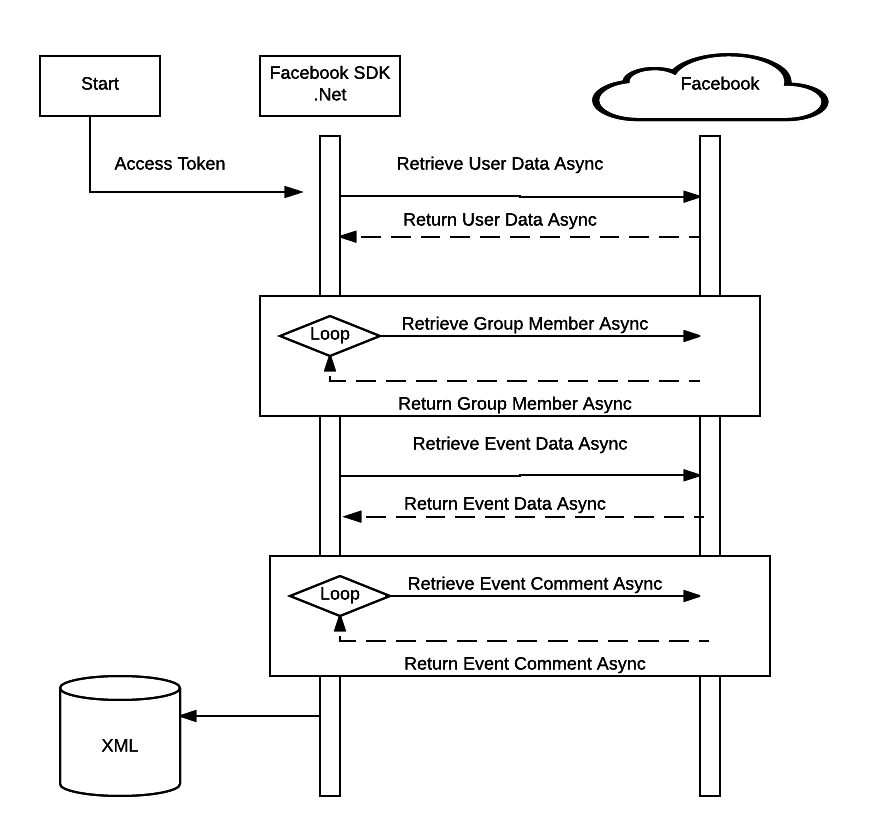 Start
Facebook SDK
.Net
Facebook
Access Token
Retrieve User Data Async
Return User Data Async
Loop
Retrieve Group Member Async
Return Group Member Async
Retrieve Event Data Async
Return Event Data Async
Loop
Retrieve Event Comment Async
Return Event Comment Async
XML